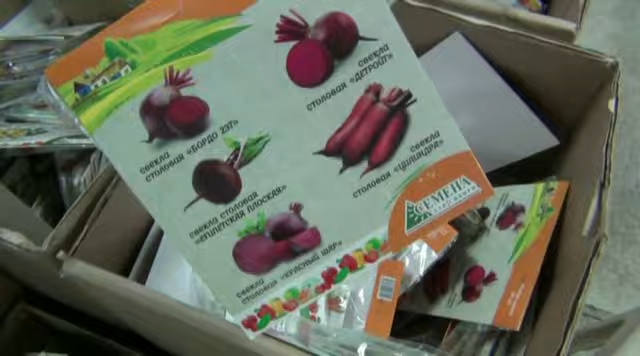 свекла
столовая «ДЕТРОЙТ»
свекла
столовая «БОРДО 237»
свекла
столовая «ЦИЛИНДРА»
свекла столовая
«ЕГИПЕТСКАЯ ПЛОСКАЯ»
СЕМЕНА
свекла
столовая «КРАСНЫЙ ШАР»